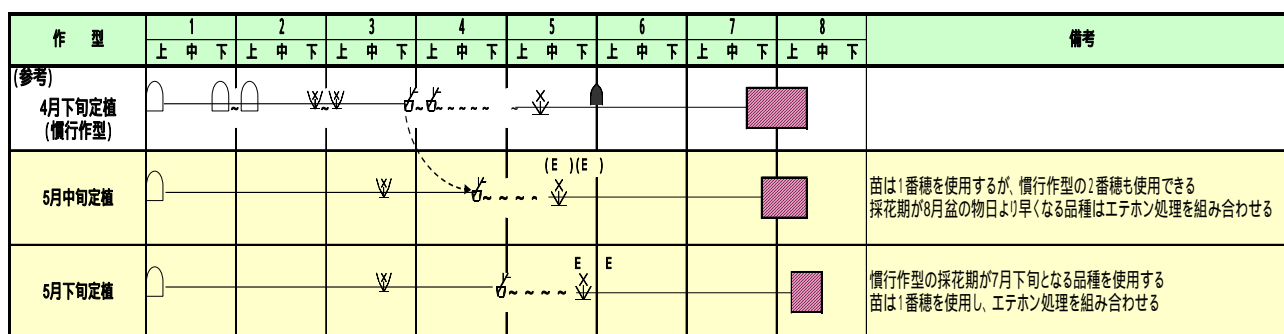 作 型 1 2 3 4 5 6 7 8 備考
上 中 下 上 中 下 上 中 下 上 中 下 上 中 下 上 中 下 上 中 下 上 中 下
(参考)
4月下旬定植
(慣行作型)
(E )(E )
5月中旬定植
苗は1番穂を使用するが、慣行作型の2番穂も使用できる
採花期が8月盆の物日より早くなる品種はエテホン処理を組み合わせる
E E
5月下旬定植
慣行作型の採花期が7月下旬となる品種を使用する
苗は1番穂を使用し、エテホン処理を組み合わせる